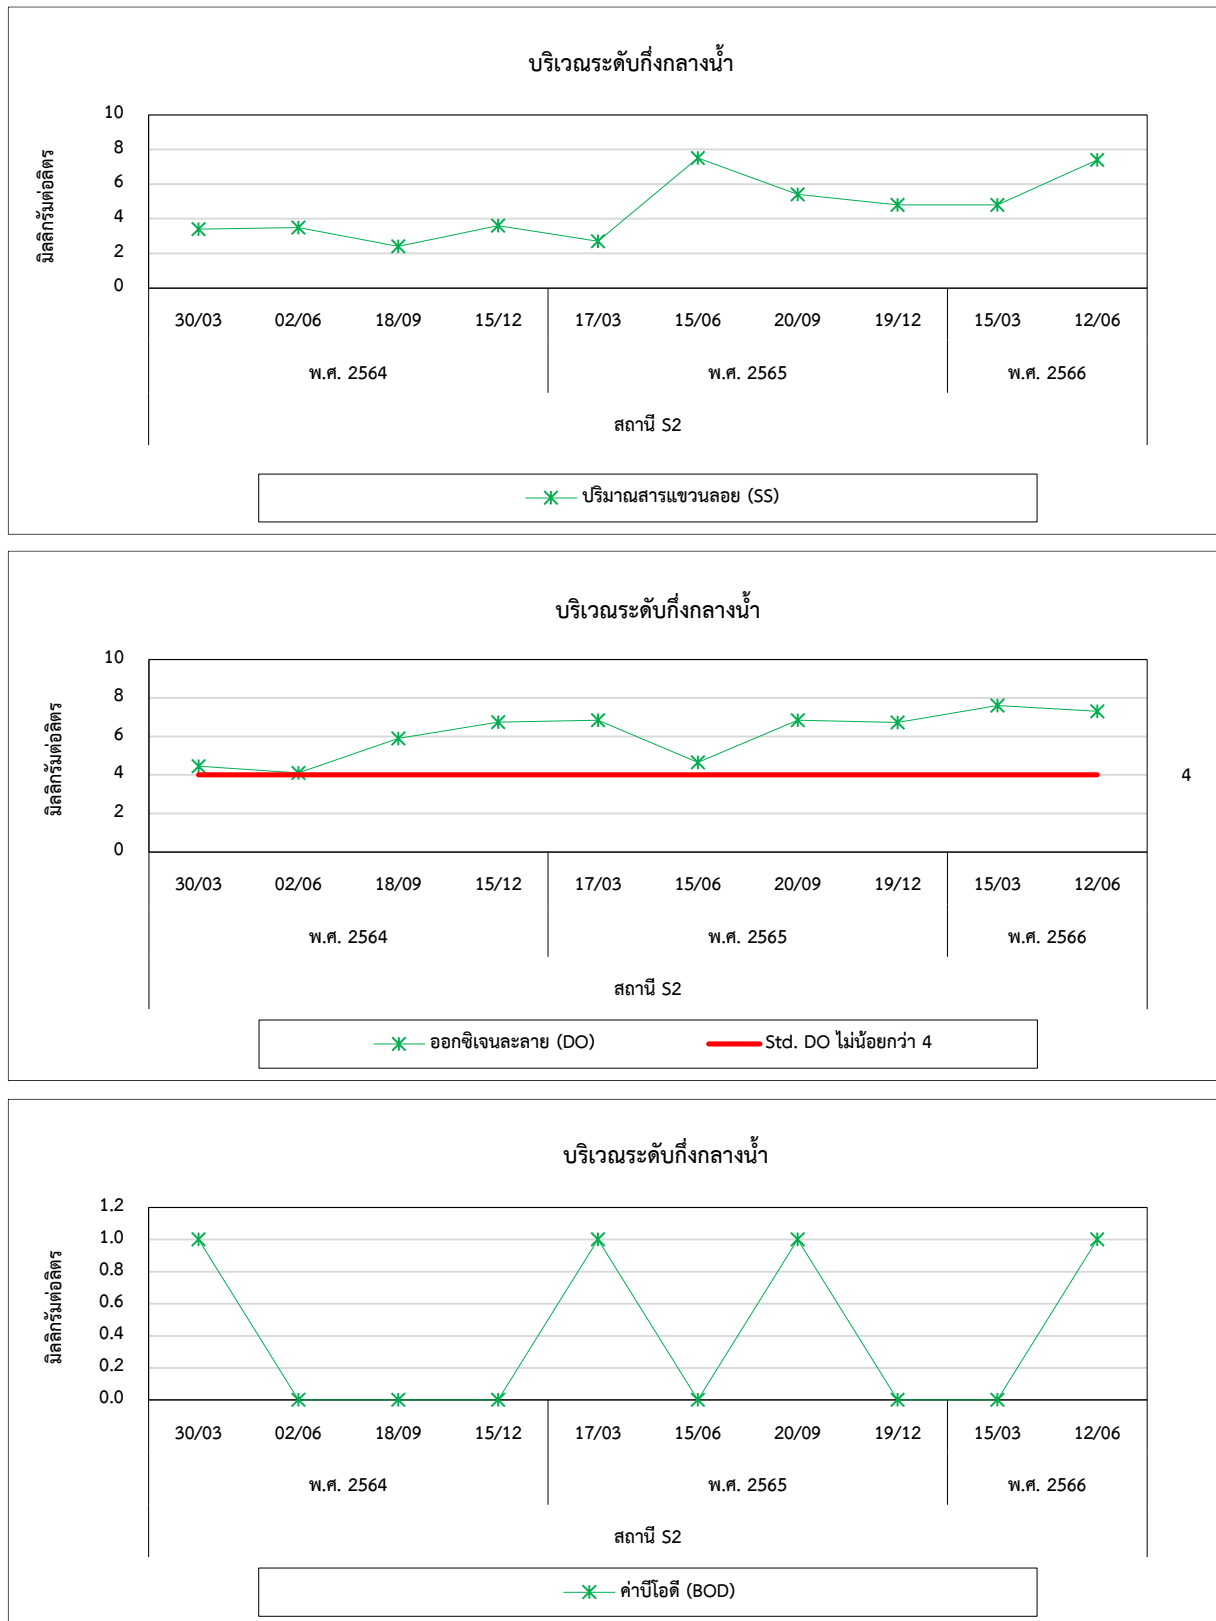 บริเวณระดับกึ่งกลางน้ำ
มิลลิกรัมต่อลิตร
10
8
6
4
2
0
30/03 02/06 18/09 15/12 17/03 15/06 20/09 19/12 15/03 12/06
พ.ศ. 2564 พ.ศ. 2565 พ.ศ. 2566
สถานี S2
ปริมาณสารแขวนลอย (SS)
บริเวณระดับกึ่งกลางน้ำ
มิลลิกรัมต่อลิตร
10
8
6
4
2
0
4
30/03 02/06 18/09 15/12 17/03 15/06 20/09 19/12 15/03 12/06
พ.ศ. 2564 พ.ศ. 2565 พ.ศ. 2566
สถานี S2
ออกซิเจนละลาย (DO) Std. DO ไม่น้อยกว่า 4
บริเวณระดับกึ่งกลางน้ำ
มิลลิกรัมต่อลิตร
1.2
1.0
0.8
0.6
0.4
0.2
0.0
30/03 02/06 18/09 15/12 17/03 15/06 20/09 19/12 15/03 12/06
พ.ศ. 2564 พ.ศ. 2565 พ.ศ. 2566
สถานี S2
ค่าบีโอดี (BOD)